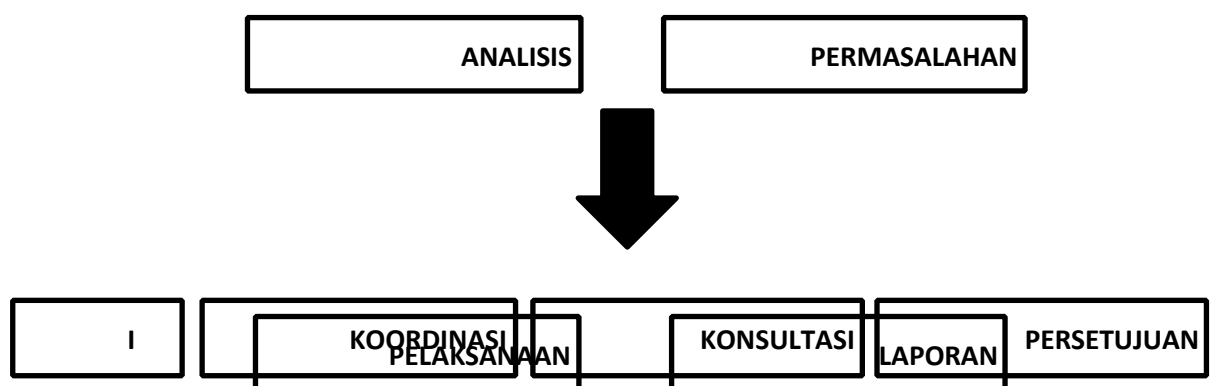 ANALISIS PERMASALAHAN
I KOORDINASI KONSULTASI PERSETUJUAN
PELAKSANAAN LAPORAN